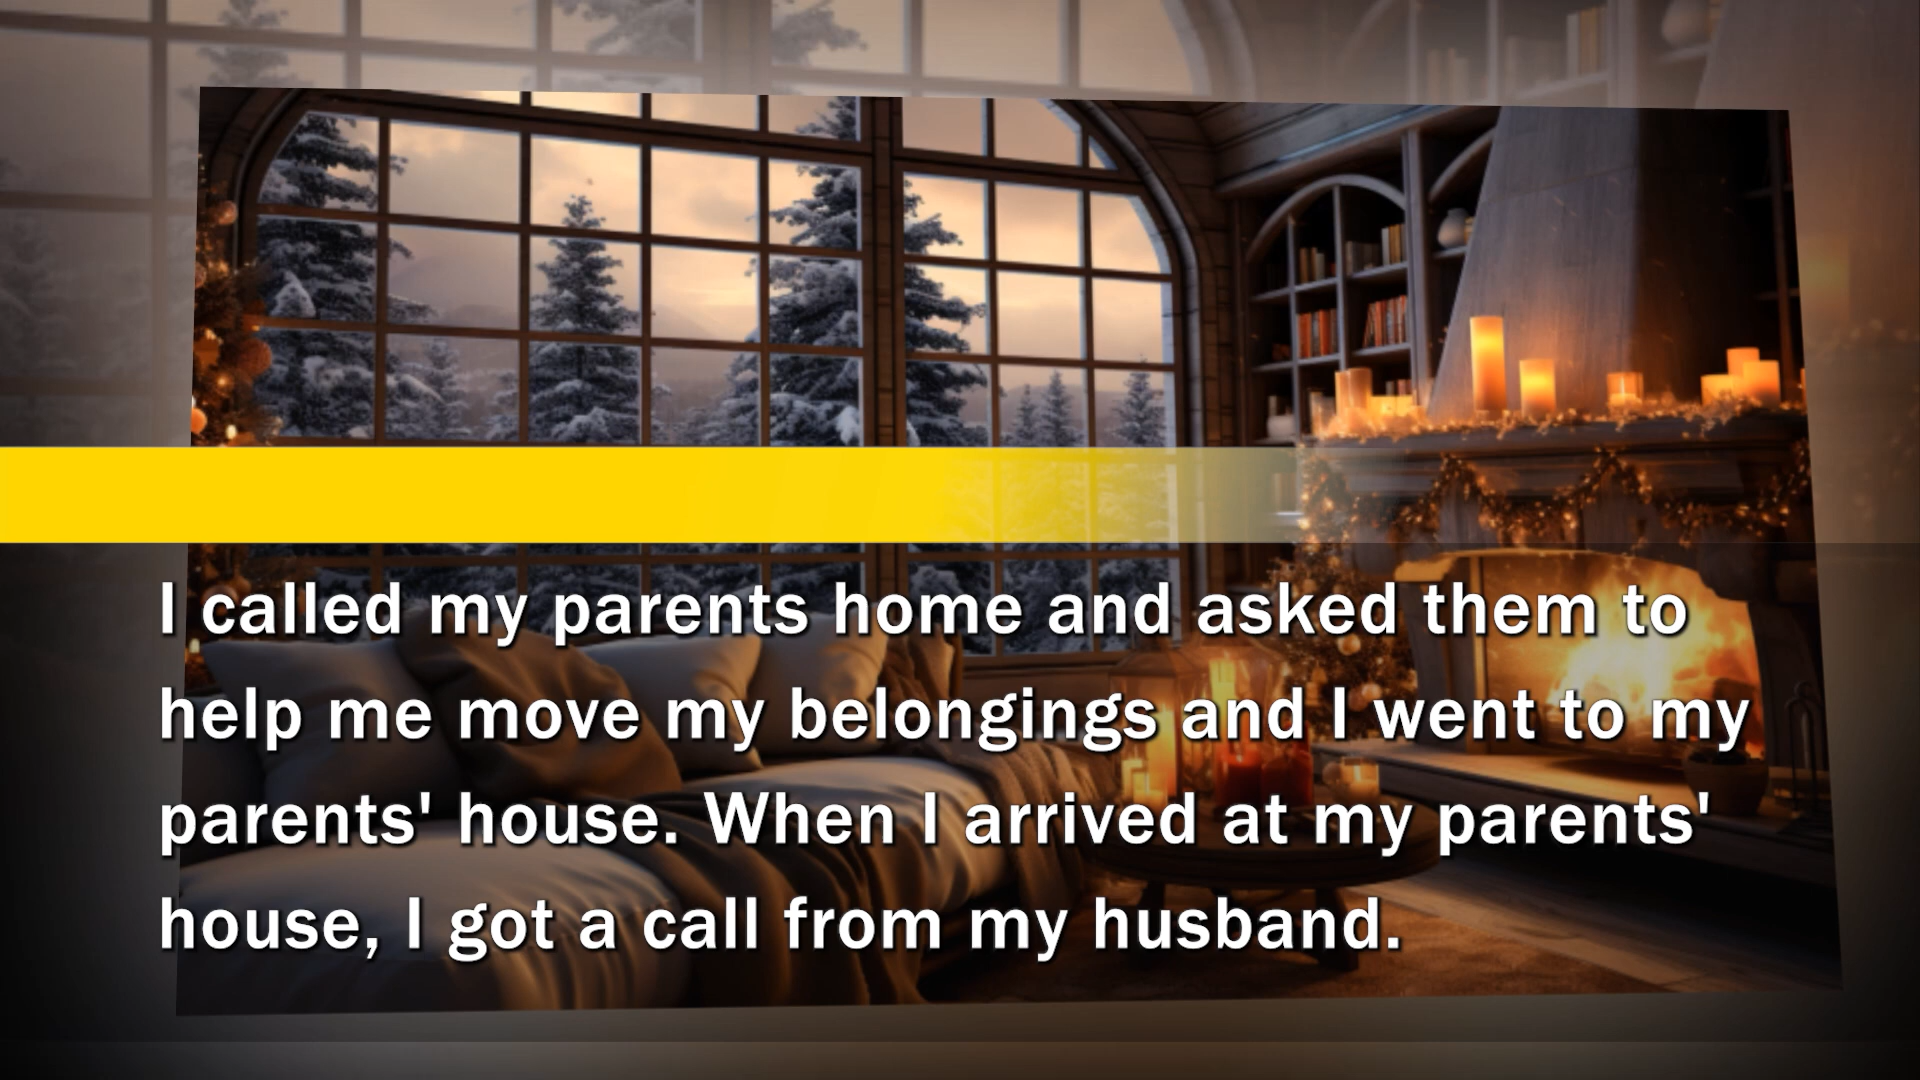 I called my parents home and asked them to
help me move my belongings and I went to my
parents' house. When I arrived at my parents'
house, I got a call from my husband.